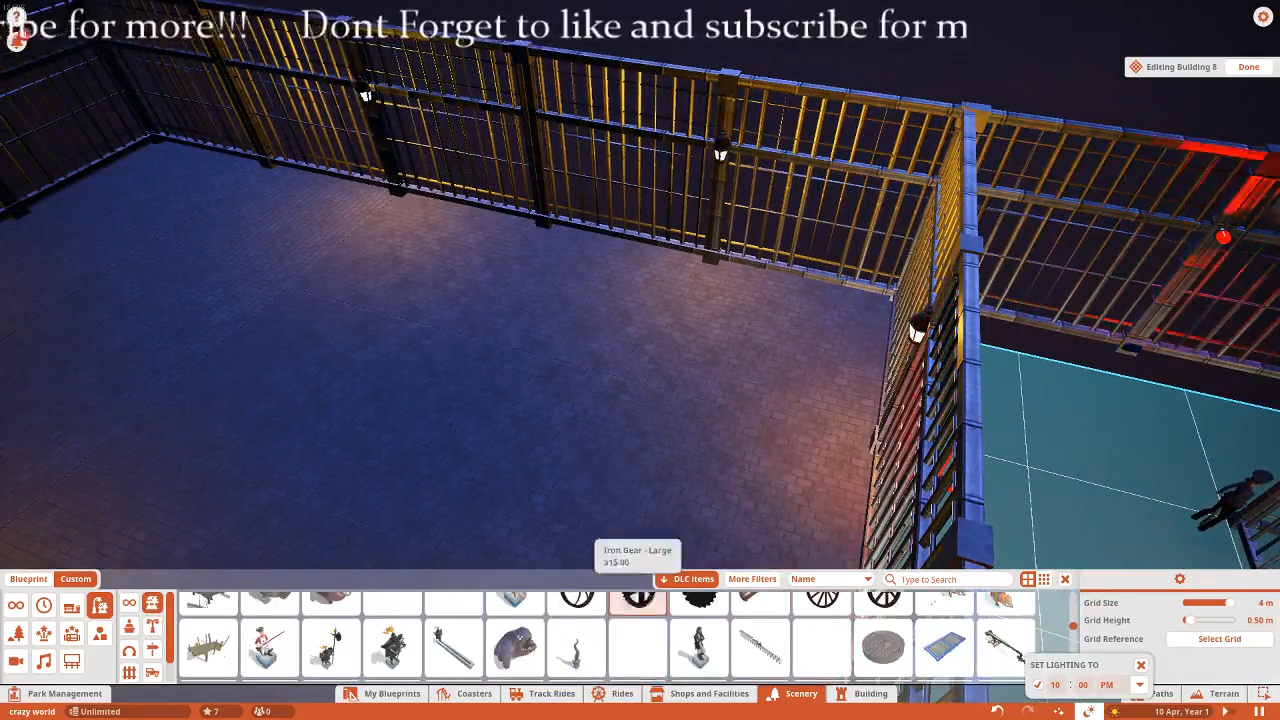 ribe for more!!! Dont Forget to like and subscribe for m
Editing Building 8 Done
Iron Gear - Large
$15.00
Blueprint Custom DLC Items More Filters Name Type to Search
Grid Size 4 m
Grid Height 0.50 m
Grid Reference Select Grid
SET LIGHTING TO
10 : 00 PM
Park Management My Blueprints Coasters Track Rides Rides Shops and Facilities Scenery Building Paths Terrain
crazy world Unlimited 7 0 10 Apr, Year 1